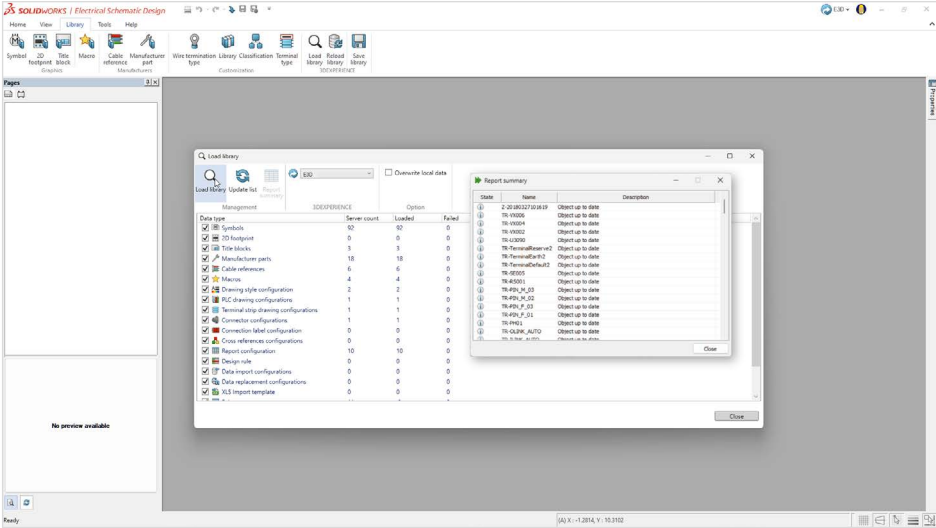 SOLIDWORKS | Electrical Schematic Design
E3D
Home View Library Tools Help
Symbol
2D footprint
Title block
Macro
Cable reference
Manufacturer part
Wire termination type
Library
Classification
Terminal type
Load library
Reload library
Save library
Graphics
Manufacturers
Customization
3DEXPERIENCE
Pages
Properties
Load library
Load library
Update list
Report summary
E3D
Overwrite local data
Management
3DEXPERIENCE
Option
Data type Server count Loaded Failed
Symbols 92 92 0
2D footprint 0 0 0
Title blocks 3 3 0
Manufacturer parts 18 18 0
Cable references 6 6 0
Macros 4 4 0
Drawing style configuration 2 2 0
PLC drawing configurations 1 1 0
Terminal strip drawing configurations 1 1 0
Connector configurations 1 1 0
Connection label configuration 0 0 0
Cross references configurations 0 0 0
Report configuration 10 10 0
Design rule 0 0 0
Data import configurations 0 0 0
Data replacement configurations 0 0 0
XLS Import template 0 0 0
Close
Report summary
State Name Description
Z-20180327101619 Object up to date
TR-VX006 Object up to date
TR-VX004 Object up to date
TR-VX002 Object up to date
TR-U3090 Object up to date
TR-TerminalReserve2 Object up to date
TR-TerminalEarth2 Object up to date
TR-TerminalDefault2 Object up to date
TR-SE005 Object up to date
TR-RS001 Object up to date
TR-PIN_M_03 Object up to date
TR-PIN_M_02 Object up to date
TR-PIN_F_03 Object up to date
TR-PIN_F_01 Object up to date
TR-PH01 Object up to date
TR-OLINK_AUTO Object up to date
Close
No preview available
Ready
(A) X : -1.2814, Y : 10.3102